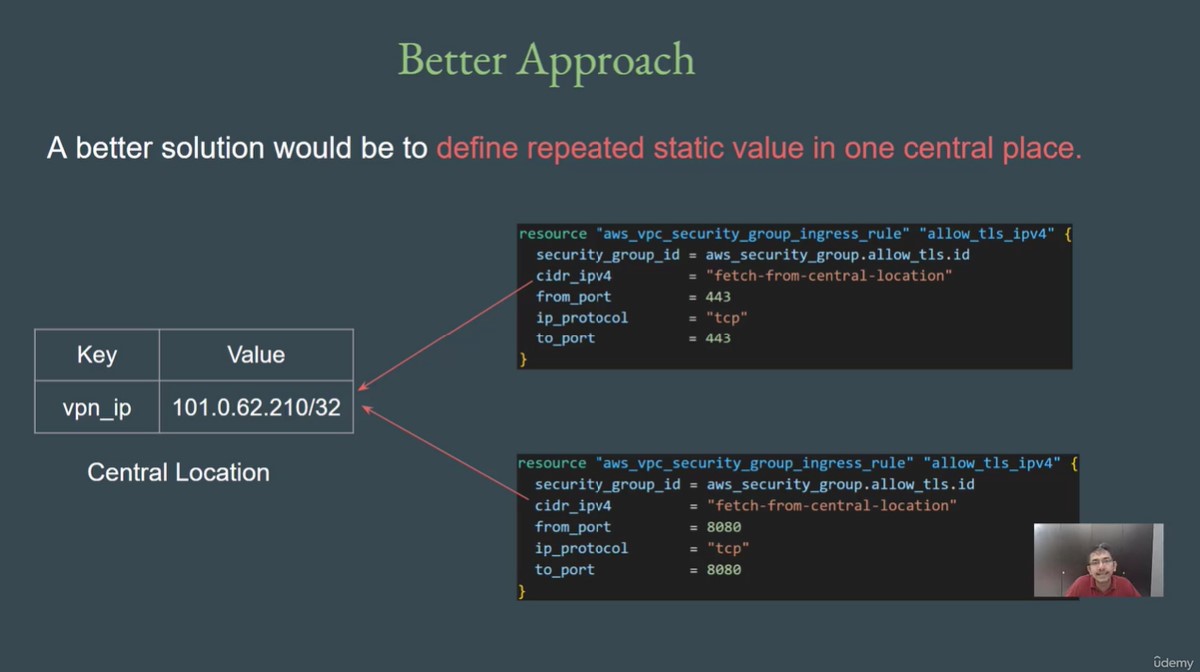 Better Approach
A better solution would be to define repeated static value in one central place.
resource "aws_vpc_security_group_ingress_rule" "allow_tls_ipv4" {
security_group_id = aws_security_group.allow_tls.id
cidr_ipv4 = "fetch-from-central-location"
from_port = 443
ip_protocol = "tcp"
to_port = 443
}
Key Value
vpn_ip 101.0.62.210/32
Central Location
resource "aws_vpc_security_group_ingress_rule" "allow_tls_ipv4" {
security_group_id = aws_security_group.allow_tls.id
cidr_ipv4 = "fetch-from-central-location"
from_port = 8080
ip_protocol = "tcp"
to_port = 8080
}
ûdemy